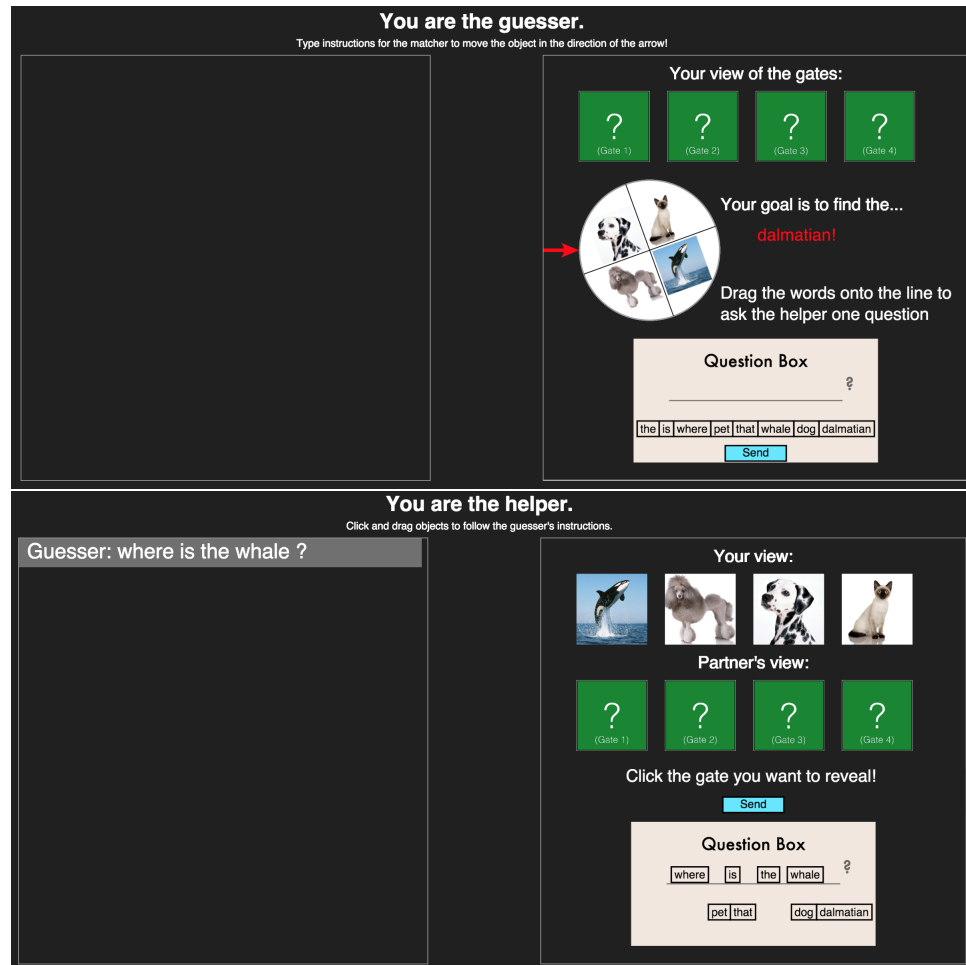 You are the guesser.
Type instructions for the matcher to move the object in the direction of the arrow!
Your view of the gates:
? ? ? ?
(Gate 1) (Gate 2) (Gate 3) (Gate 4)
Your goal is to find the...
dalmatian!
Drag the words onto the line to
ask the helper one question
Question Box
?
the is where pet that whale dog dalmatian
Send
You are the helper.
Click and drag objects to follow the guesser's instructions.
Guesser: where is the whale ?
Your view:
Partner's view:
? ? ? ?
(Gate 1) (Gate 2) (Gate 3) (Gate 4)
Click the gate you want to reveal!
Send
Question Box
where is the whale ?
pet that dog dalmatian